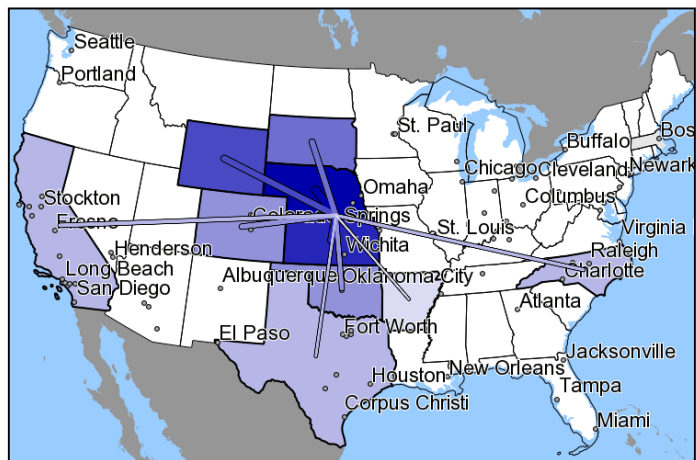 Seattle
Portland
St. Paul
Buffalo
Bos
Chicago
Cleveland
Newark
Omaha
Columbus
Stockton
Colorado Springs
Fresno
St. Louis
Virginia
Wichita
Henderson
Raleigh
Long Beach
Albuquerque
Oklahoma City
Charlotte
San Diego
Atlanta
El Paso
Fort Worth
Jacksonville
Houston
New Orleans
Tampa
Corpus Christi
Miami